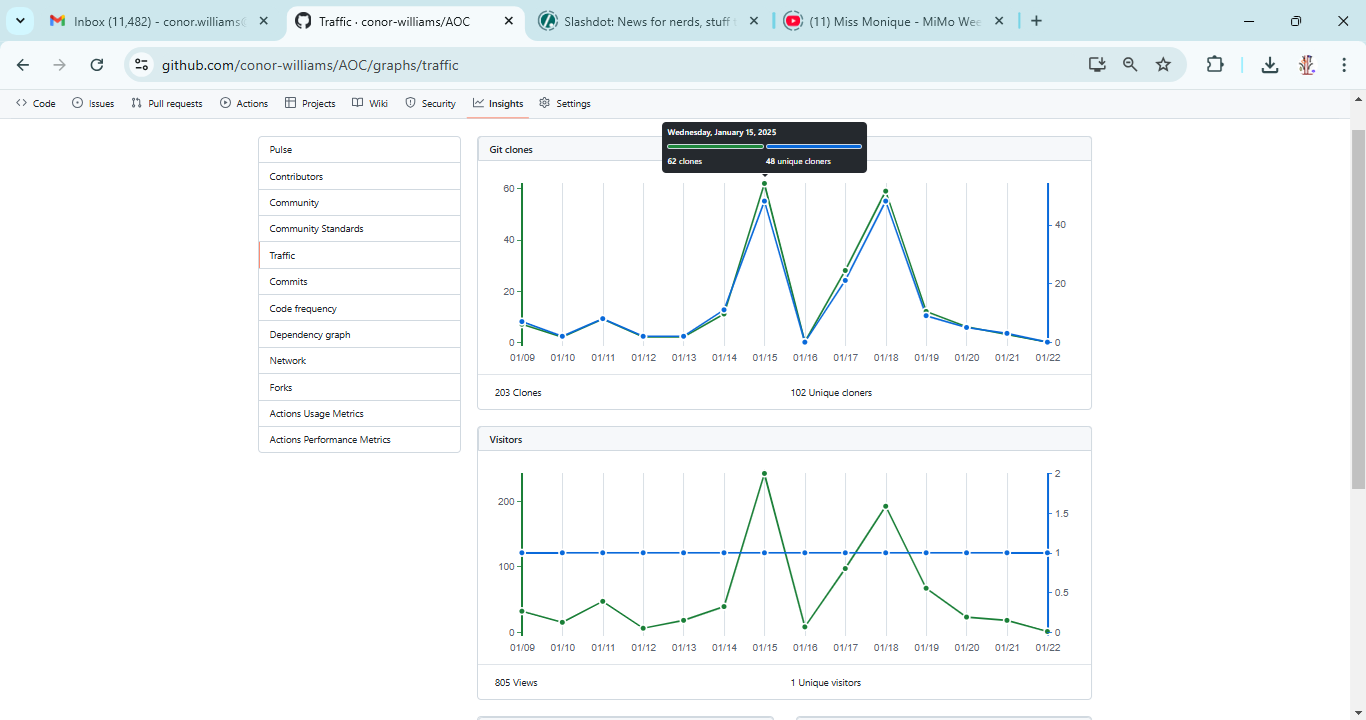 Inbox (11,482) - conor.williams
Traffic · conor-williams/AOC
Slashdot: News for nerds, stuff
(11) Miss Monique - MiMo Wee
github.com/conor-williams/AOC/graphs/traffic
Code Issues Pull requests Actions Projects Wiki Security Insights Settings
Pulse
Contributors
Community
Community Standards
Traffic
Commits
Code frequency
Dependency graph
Network
Forks
Actions Usage Metrics
Actions Performance Metrics
Git clones
Wednesday, January 15, 2025
62 clones 48 unique cloners
60
40
20
0
40
20
0
01/09 01/10 01/11 01/12 01/13 01/14 01/15 01/16 01/17 01/18 01/19 01/20 01/21 01/22
203 Clones 102 Unique cloners
Visitors
200
100
0
2
1.5
1
0.5
0
01/09 01/10 01/11 01/12 01/13 01/14 01/15 01/16 01/17 01/18 01/19 01/20 01/21 01/22
805 Views 1 Unique visitors